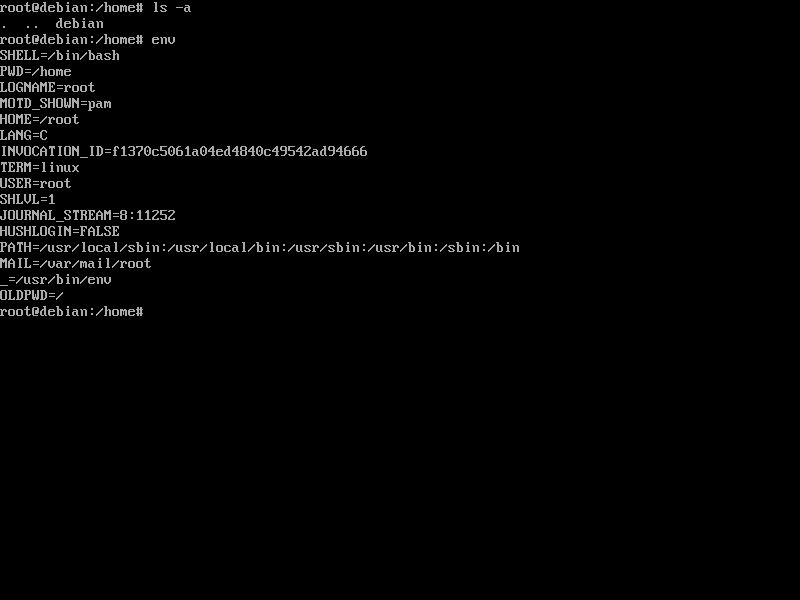 root@debian:/home# ls -a
.  ..  debian
root@debian:/home# env
SHELL=/bin/bash
PWD=/home
LOGNAME=root
MOTD_SHOWN=pam
HOME=/root
LANG=C
INVOCATION_ID=f1370c5061a04ed4840c49542ad94666
TERM=linux
USER=root
SHLVL=1
JOURNAL_STREAM=8:11252
HUSHLOGIN=FALSE
PATH=/usr/local/sbin:/usr/local/bin:/usr/sbin:/usr/bin:/sbin:/bin
MAIL=/var/mail/root
_=/usr/bin/env
OLDPWD=/
root@debian:/home#